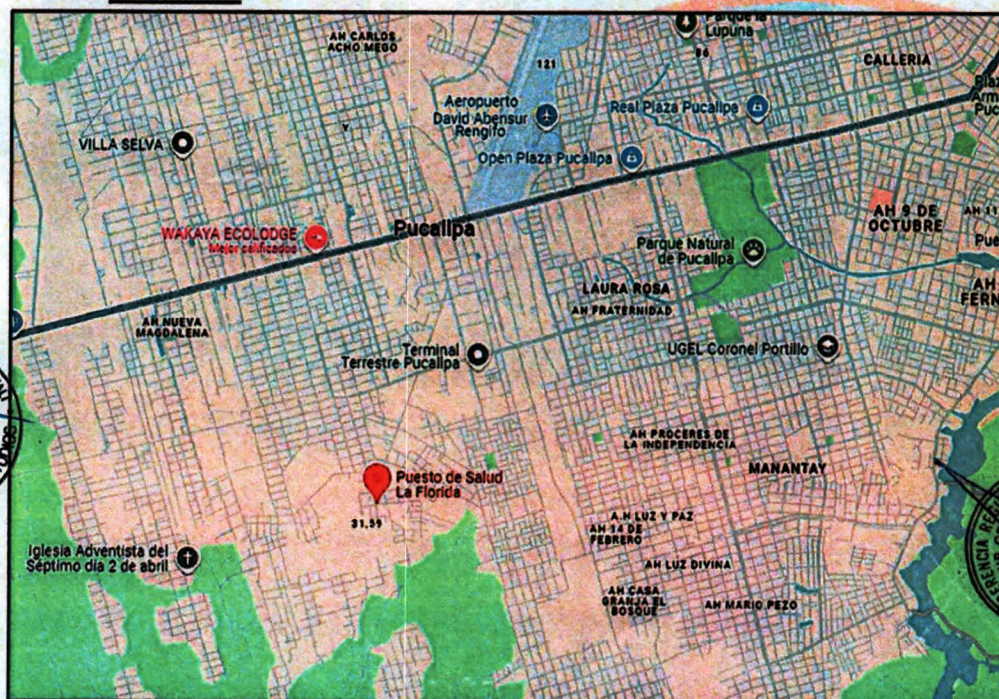 Parque la
Lupuna
AH CARLOS
ACHO MEGO
86
CALLERIA
121
Aeropuerto
David Abensur
Rengifo
Real Plaza Pucallpa
VILLA SELVA
Open Plaza Pucallpa
AH 9 DE
OCTUBRE
Pucallpa
WAKAYA ECOLODGE
Mejor calificados
Parque Natural
de Pucallpa
LAURA ROSA
AH FRATERNIDAD
AH NUEVA
MAGDALENA
Terminal
Terrestre Pucallpa
UGEL Coronel Portillo
AH PROCERES DE
LA INDEPENDENCIA
MANANTAY
Puesto de Salud
La Florida
31.59
A.H LUZ Y PAZ
AH 14 DE
FEBRERO
Iglesia Adventista del
Séptimo día 2 de abril
AH LUZ DIVINA
AH CASA
GRANJA EL
BOSQUE
AH MARIO PEZO